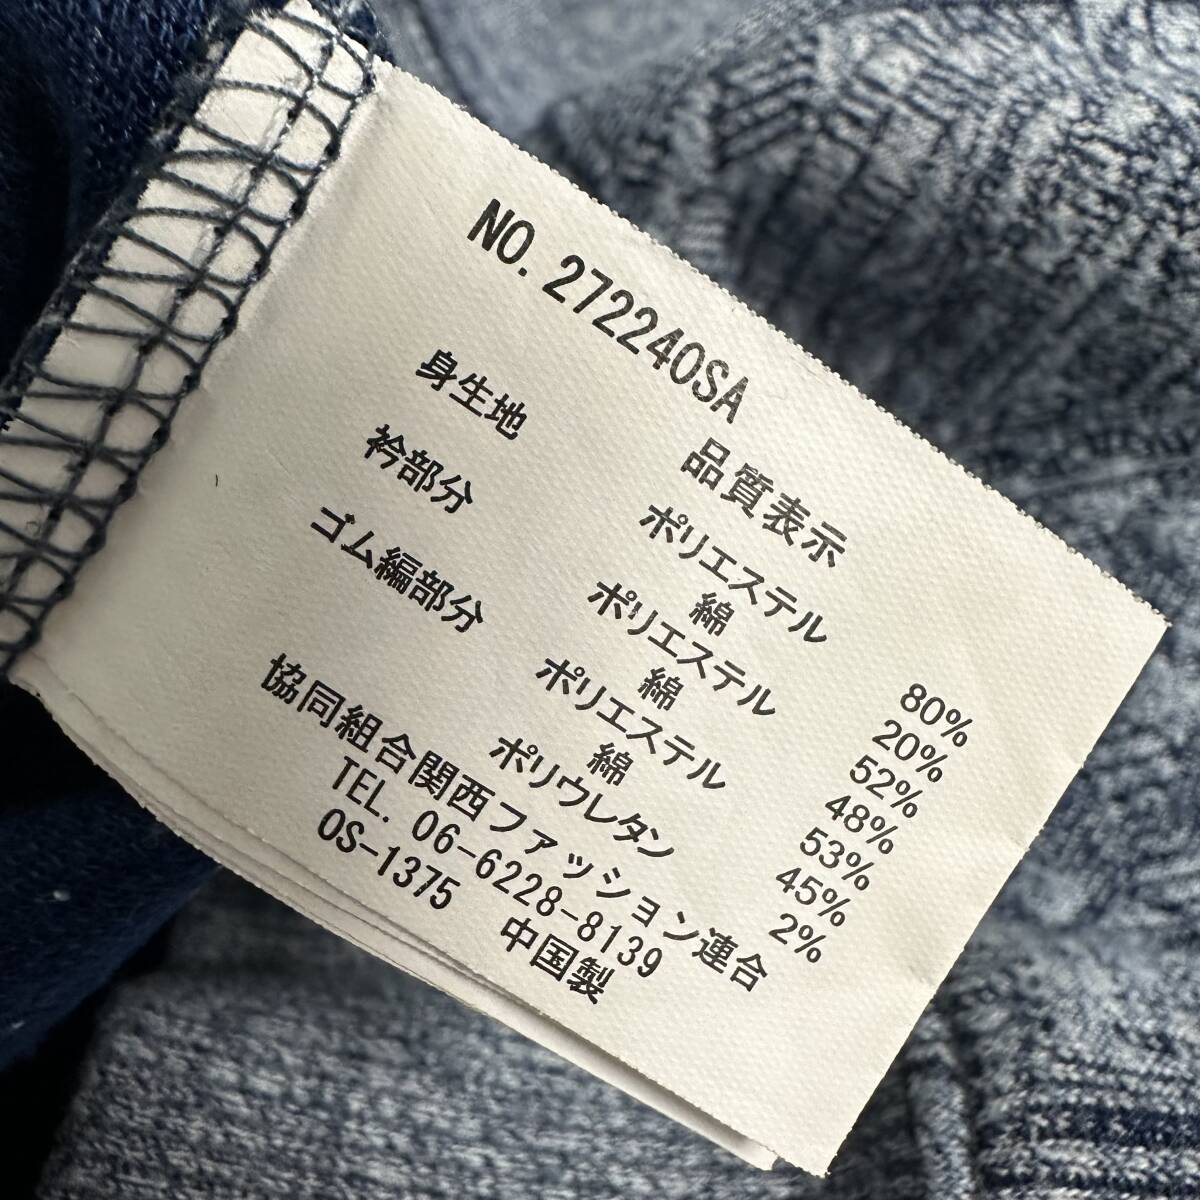 NO. 272240SA
品質表示
身生地 ポリエステル 80%
綿 20%
衿部分 ポリエステル 52%
綿 48%
ゴム編部分 ポリエステル 53%
綿 45%
ポリウレタン 2%
協同組合関西ファッション連合
TEL. 06-6228-8139
OS-1375 中国製